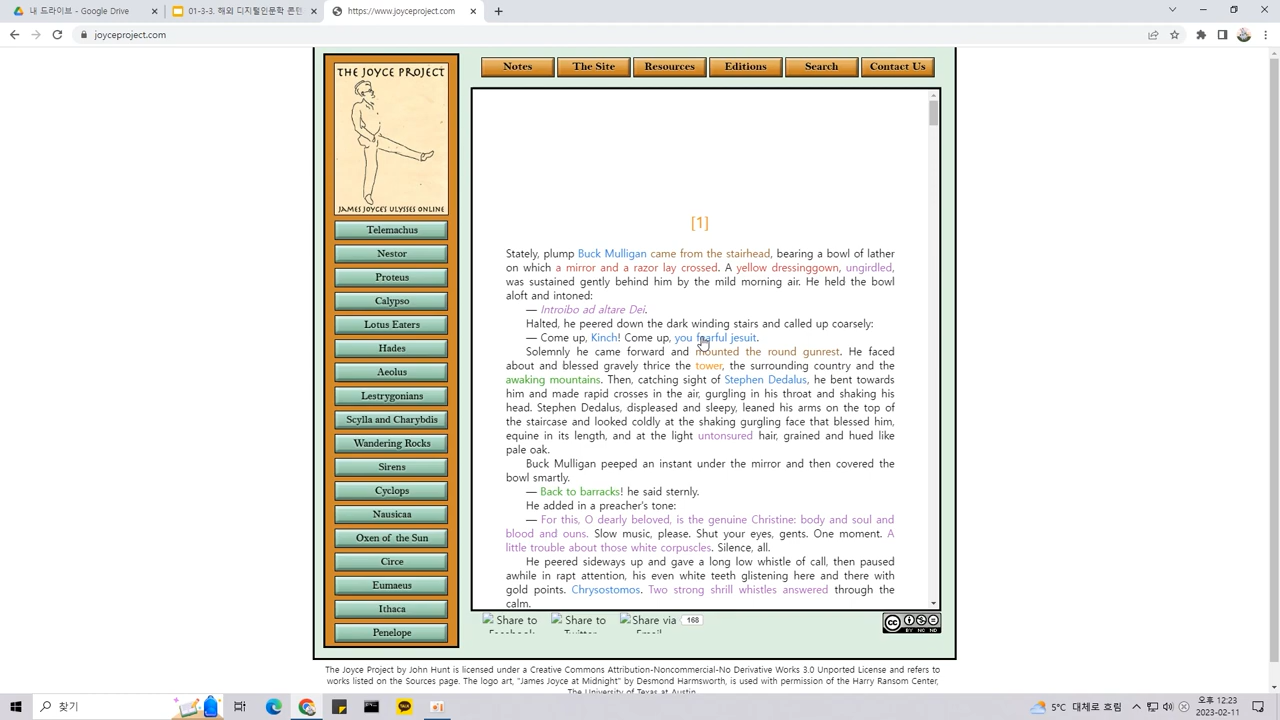 내 드라이브 - Google Drive
01-3-3. 해외 디지털인문학 콘텐
https://www.joyceproject.com
joyceproject.com
THE JOYCE PROJECT
JAMES JOYCE'S ULYSSES ONLINE
Telemachus
Nestor
Proteus
Calypso
Lotus Eaters
Hades
Aeolus
Lestrygonians
Scylla and Charybdis
Wandering Rocks
Sirens
Cyclops
Nausicaa
Oxen of the Sun
Circe
Eumaeus
Ithaca
Penelope
Notes
The Site
Resources
Editions
Search
Contact Us
[1]
Stately, plump Buck Mulligan came from the stairhead, bearing a bowl of lather
on which a mirror and a razor lay crossed. A yellow dressinggown, ungirdled,
was sustained gently behind him by the mild morning air. He held the bowl
aloft and intoned:
— Introibo ad altare Dei.
Halted, he peered down the dark winding stairs and called up coarsely:
— Come up, Kinch! Come up, you fearful jesuit.
Solemnly he came forward and mounted the round gunrest. He faced
about and blessed gravely thrice the tower, the surrounding country and the
awaking mountains. Then, catching sight of Stephen Dedalus, he bent towards
him and made rapid crosses in the air, gurgling in his throat and shaking his
head. Stephen Dedalus, displeased and sleepy, leaned his arms on the top of
the staircase and looked coldly at the shaking gurgling face that blessed him,
equine in its length, and at the light untonsured hair, grained and hued like
pale oak.
Buck Mulligan peeped an instant under the mirror and then covered the
bowl smartly.
— Back to barracks! he said sternly.
He added in a preacher's tone:
— For this, O dearly beloved, is the genuine Christine: body and soul and
blood and ouns. Slow music, please. Shut your eyes, gents. One moment. A
little trouble about those white corpuscles. Silence, all.
He peered sideways up and gave a long low whistle of call, then paused
awhile in rapt attention, his even white teeth glistening here and there with
gold points. Chrysostomos. Two strong shrill whistles answered through the
calm.
Share to Facebook
Share to Twitter
Share via Email
168
CC BY NC ND
The Joyce Project by John Hunt is licensed under a Creative Commons Attribution-Noncommercial-No Derivative Works 3.0 Unported License and refers to
works listed on the Sources page. The logo art, "James Joyce at Midnight" by Desmond Harmsworth, is used with permission of the Harry Ransom Center,
The University of Texas at Austin
찾기
5°C 대체로 흐림
오후 12:23
2023-02-11